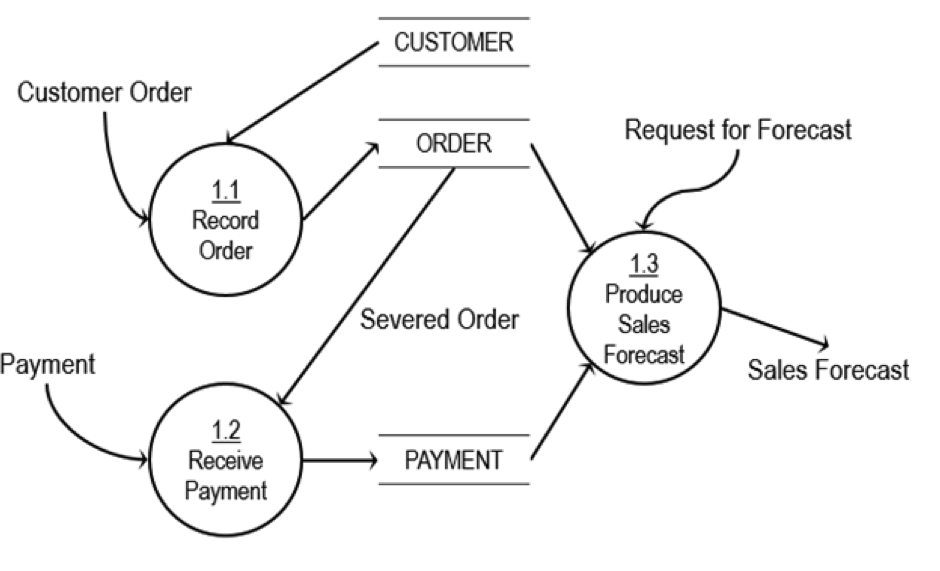 CUSTOMER
Customer Order
ORDER
Request for Forecast
1.1
Record
Order
1.3
Produce
Sales
Forecast
Severed Order
Payment
Sales Forecast
1.2
Receive
Payment
PAYMENT